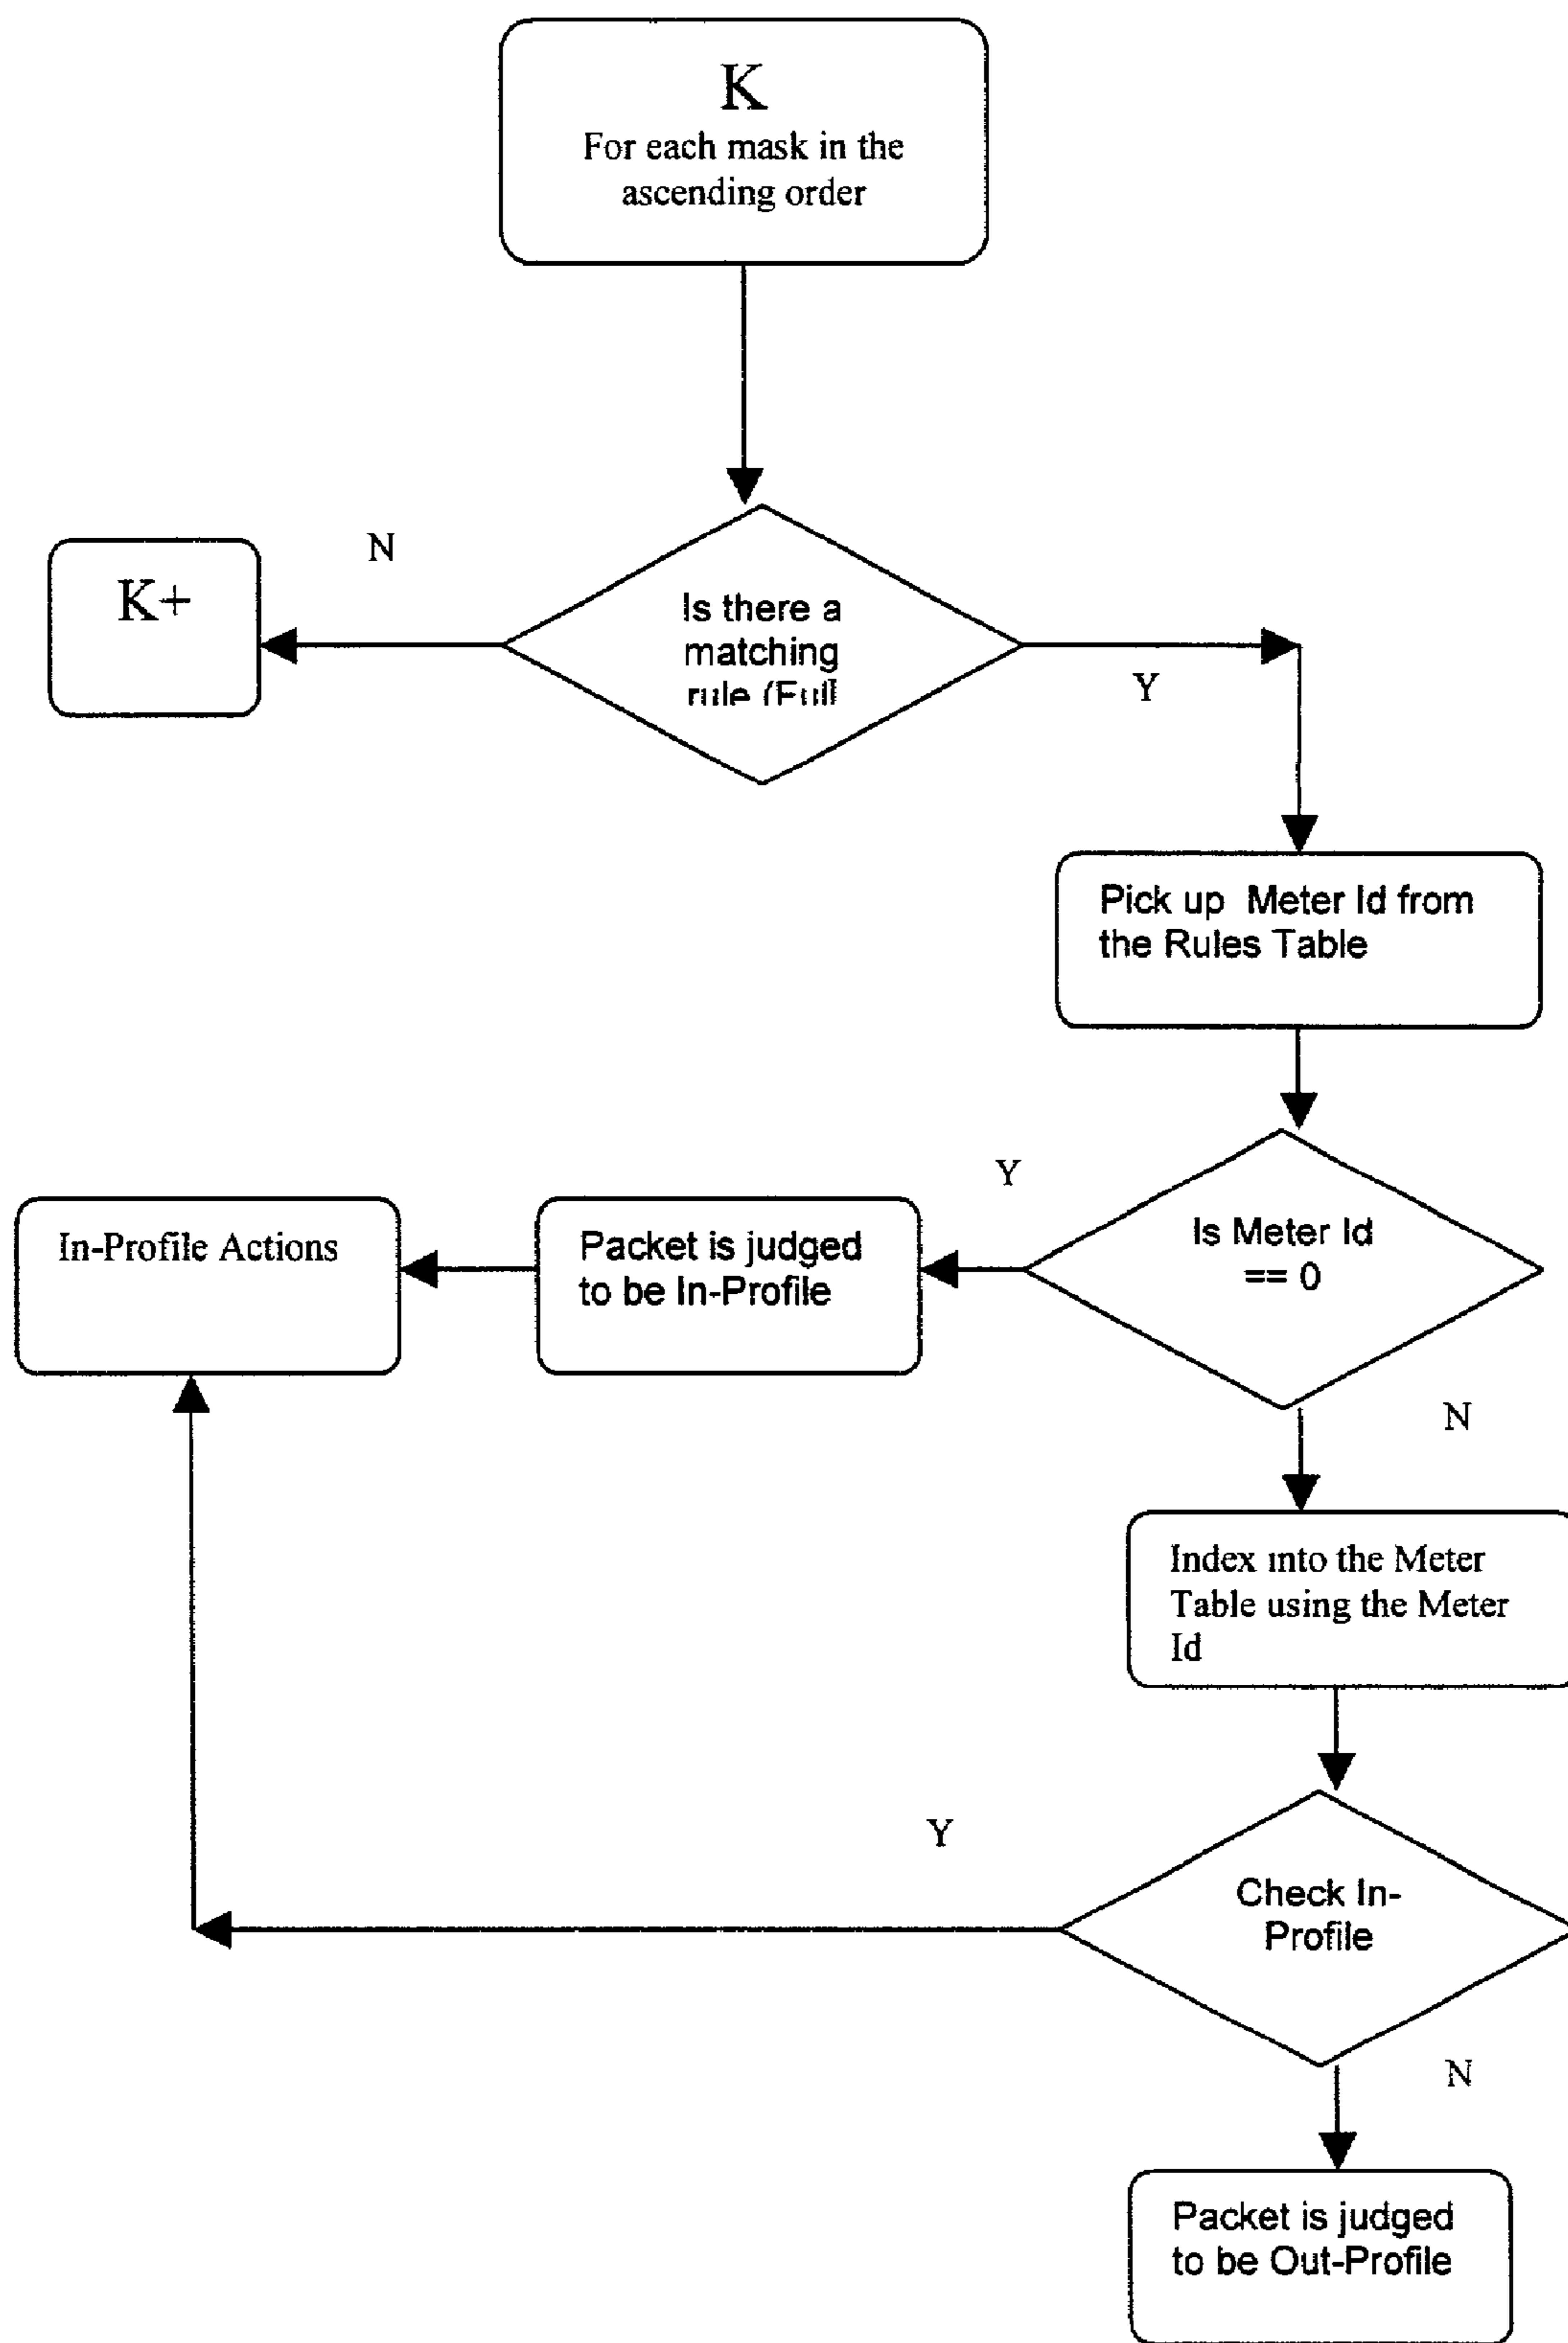 K
For each mask in the
ascending order
N
K+
Is there a
matching
rule (Full
Y
Pick up Meter Id from
the Rules Table
Y
In-Profile Actions
Packet is judged
to be In-Profile
Is Meter Id
== 0
N
Index into the Meter
Table using the Meter
Id
Y
Check In-
Profile
N
Packet is judged
to be Out-Profile